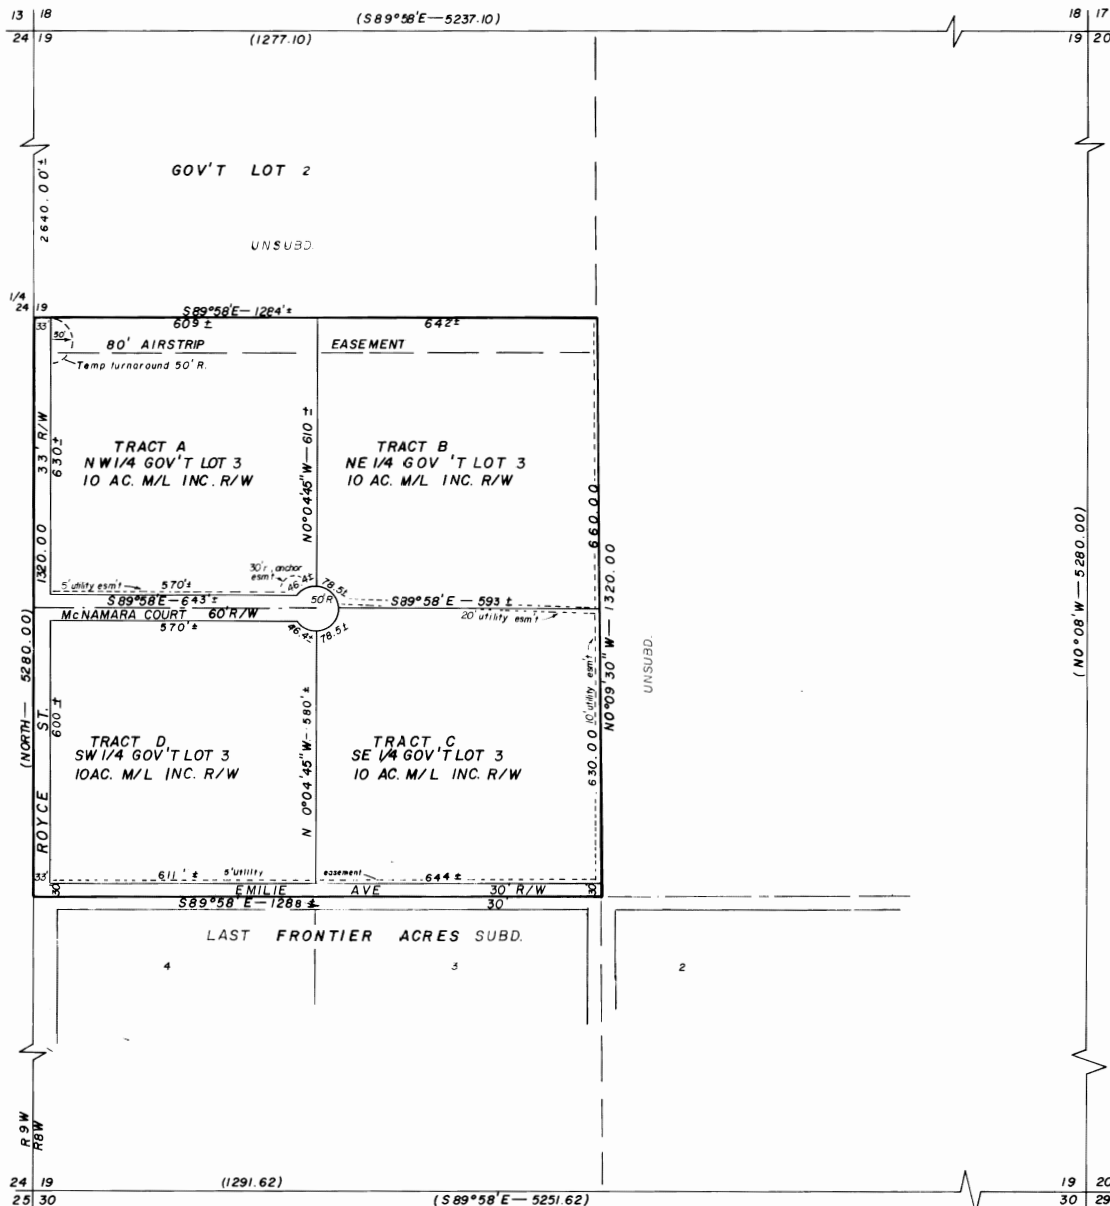 13 18
(S89°58'E—5237.10)
18 17
24 19
(1277.10)
19 20
GOV'T LOT 2
2640.00'±
UNSUBD.
1/4
24 19
S89°58'E—1284'±
33'
609±
642±
50'
80' AIRSTRIP EASEMENT
Temp turnaround 50'R.
33' R/W
630±
N0°04'45"W—610±
TRACT A
NW1/4 GOV'T LOT 3
10 AC. M/L INC. R/W
TRACT B
NE 1/4 GOV'T LOT 3
10 AC. M/L INC. R/W
660.00
1320.00
N0°09'30"W—1320.00
(N0°08'W—5280.00)
30'r. anchor
esm't
5' utility esm't
570'±
46.4±
78.5±
50'R
S89°58'E—643'±
S89°58'E—593±
McNAMARA COURT 60'R/W
20' utility esm't
570'±
46.4±
78.5±
(NORTH—5280.00)
600±
ROYCE ST.
N 0°04'45"W—580'±
10' utility esm't
630.00
UNSUBD.
TRACT D
SW 1/4 GOV'T LOT 3
10AC. M/L INC. R/W
TRACT C
SE 1/4 GOV'T LOT 3
10 AC. M/L INC. R/W
33'
30'
611'±
5'utility easement
644±
EMILIE AVE 30' R/W
30'
S89°58'E—1288±
30'
LAST FRONTIER ACRES SUBD.
4
3
2
R9W
R8W
24 19
(1291.62)
19 20
25 30
(S89°58'E—5251.62)
30 29